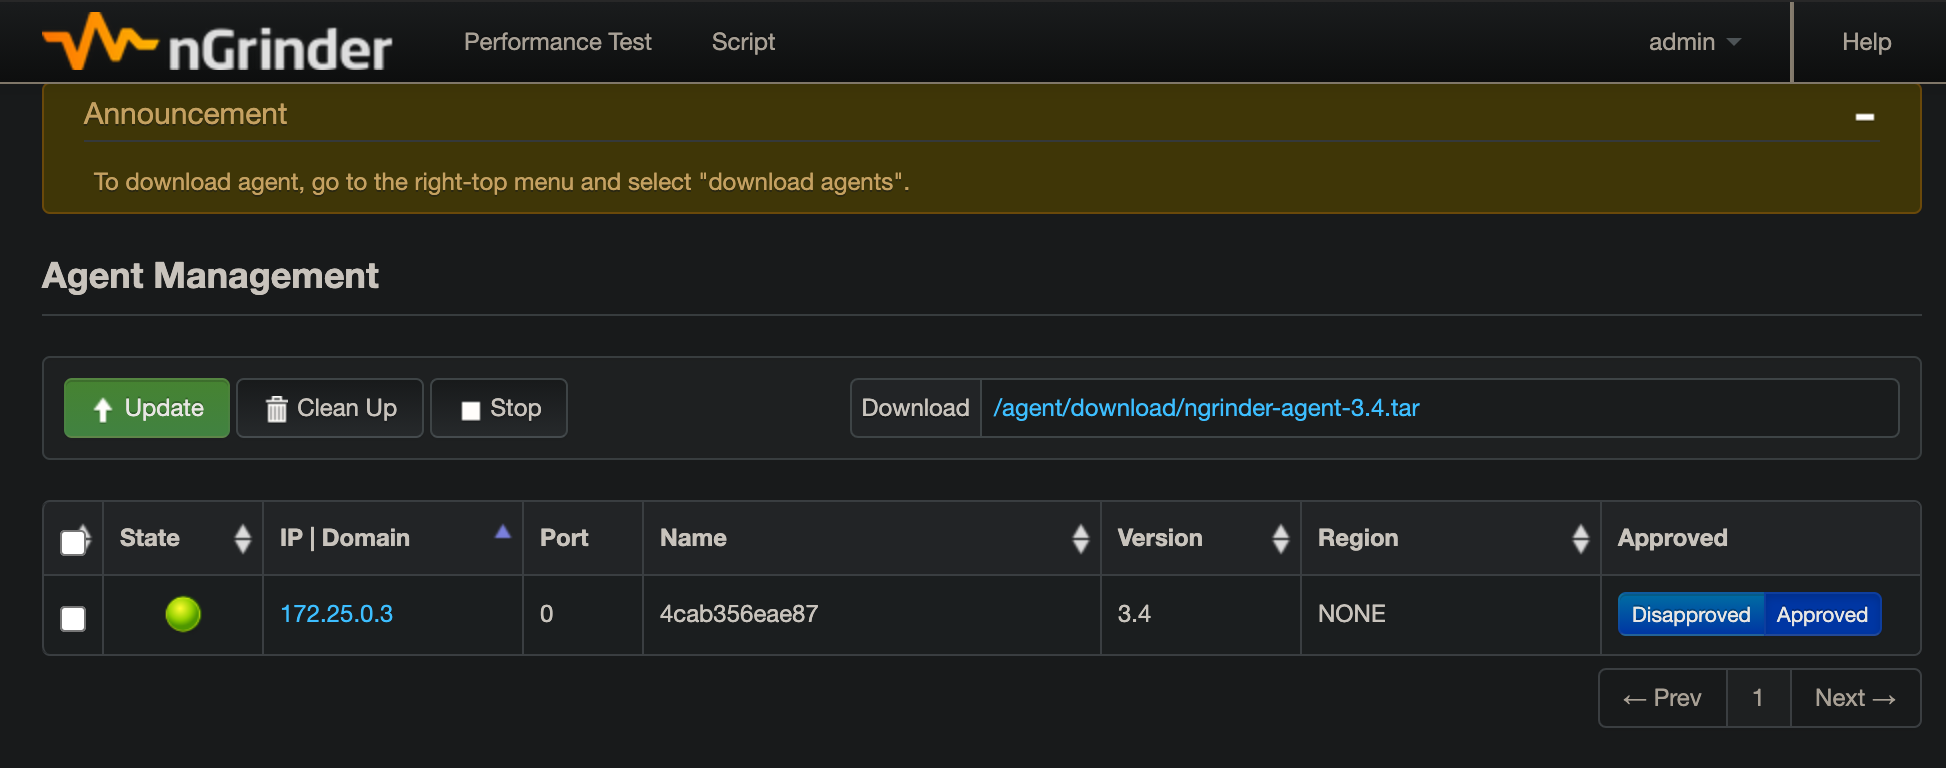 nGrinder Performance Test Script admin Help
Announcement
To download agent, go to the right-top menu and select "download agents".
Agent Management
Update Clean Up Stop Download /agent/download/ngrinder-agent-3.4.tar
State IP | Domain Port Name Version Region Approved
172.25.0.3 0 4cab356eae87 3.4 NONE Disapproved Approved
← Prev 1 Next →